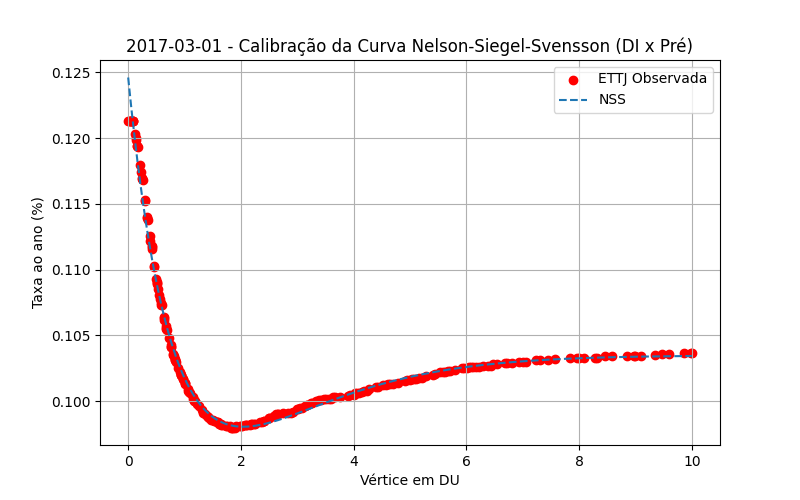 2017-03-01 - Calibração da Curva Nelson-Siegel-Svensson (DI x Pré)
ETTJ Observada
NSS
Taxa ao ano (%)
0.125
0.120
0.115
0.110
0.105
0.100
0 2 4 6 8 10
Vértice em DU